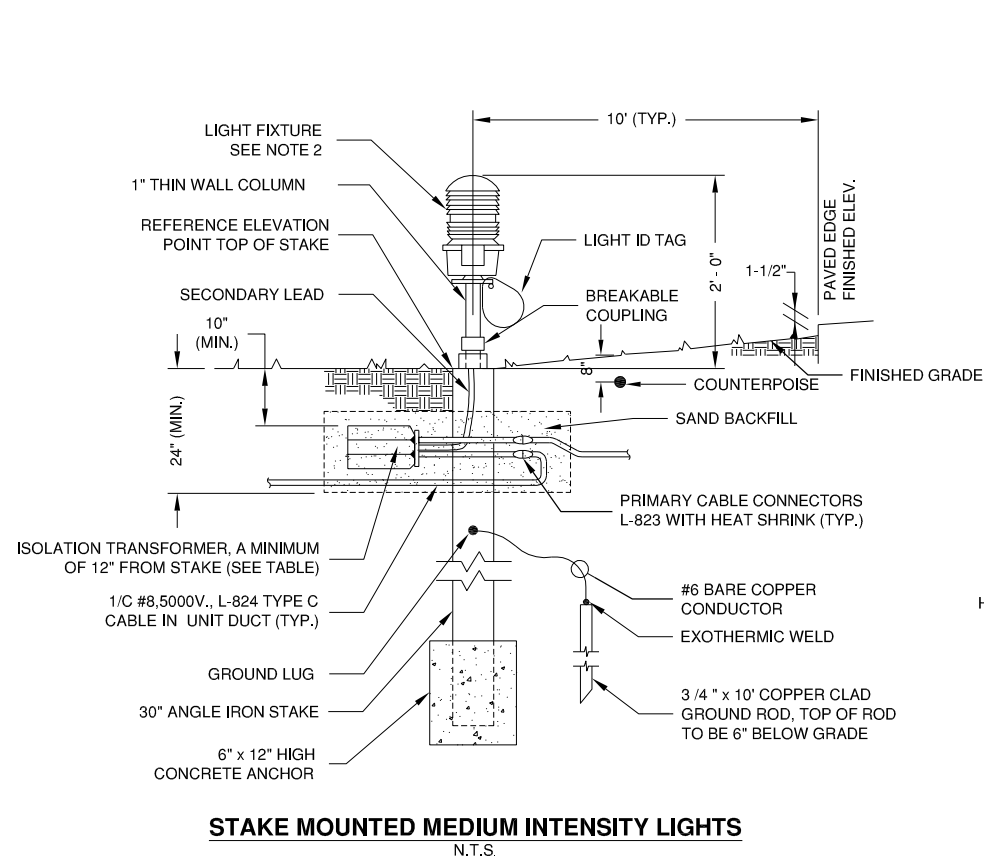 10' (TYP.)
LIGHT FIXTURE
SEE NOTE 2
1" THIN WALL COLUMN
REFERENCE ELEVATION
POINT TOP OF STAKE
LIGHT ID TAG
2' - 0"
1-1/2"
PAVED EDGE
FINISHED ELEV.
SECONDARY LEAD
BREAKABLE
COUPLING
10"
(MIN.)
8"
COUNTERPOISE
FINISHED GRADE
24" (MIN.)
SAND BACKFILL
PRIMARY CABLE CONNECTORS
L-823 WITH HEAT SHRINK (TYP.)
ISOLATION TRANSFORMER, A MINIMUM
OF 12" FROM STAKE (SEE TABLE)
#6 BARE COPPER
CONDUCTOR
1/C #8,5000V., L-824 TYPE C
CABLE IN UNIT DUCT (TYP.)
H
EXOTHERMIC WELD
GROUND LUG
3 /4 " x 10' COPPER CLAD
GROUND ROD, TOP OF ROD
TO BE 6" BELOW GRADE
30" ANGLE IRON STAKE
6" x 12" HIGH
CONCRETE ANCHOR
STAKE MOUNTED MEDIUM INTENSITY LIGHTS
N.T.S.